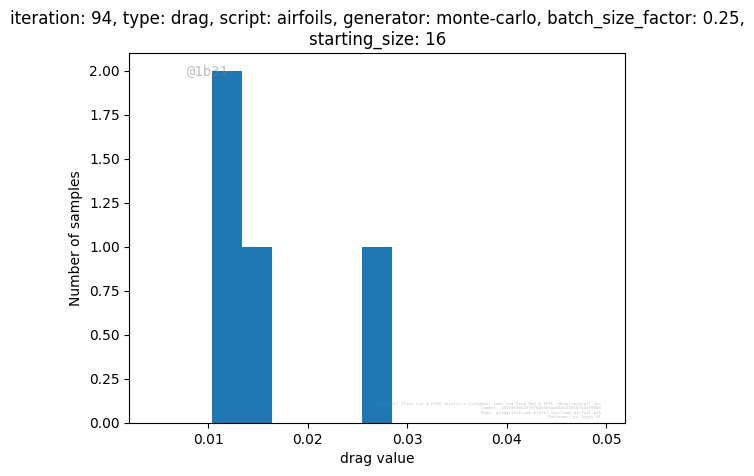 iteration: 94, type: drag, script: airfoils, generator: monte-carlo, batch_size_factor: 0.25,
starting_size: 16
@1b31
2.00
1.75
1.50
1.25
1.00
0.75
0.50
0.25
0.00
Number of samples
0.01
0.02
0.03
0.04
0.05
drag value